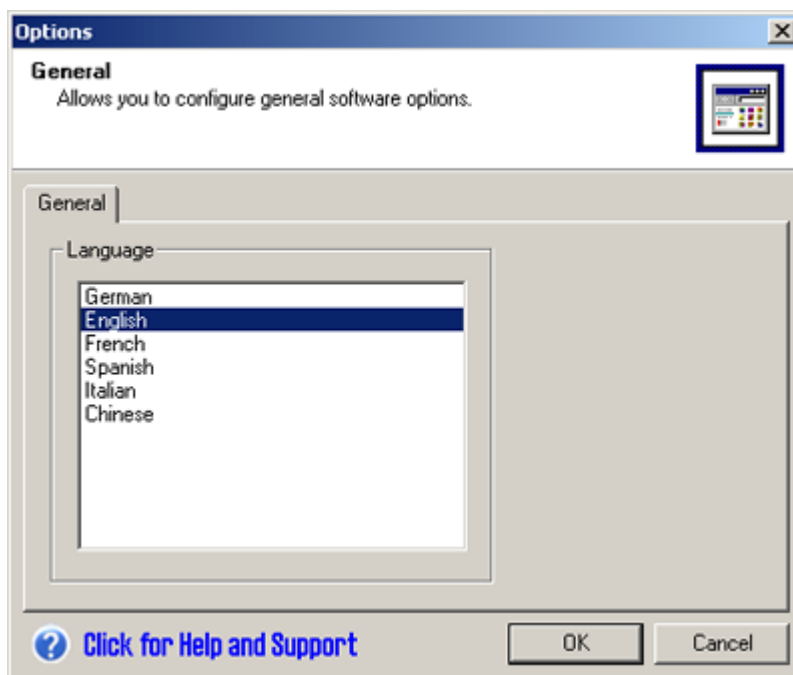 Options
General
Allows you to configure general software options.
General
Language
German
English
French
Spanish
Italian
Chinese
Click for Help and Support
OK
Cancel